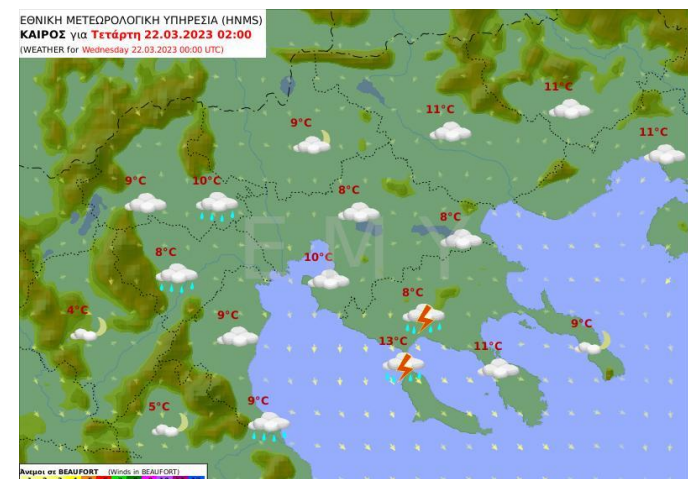 ΕΘΝΙΚΗ ΜΕΤΕΩΡΟΛΟΓΙΚΗ ΥΠΗΡΕΣΙΑ (HNMS)
ΚΑΙΡΟΣ για Τετάρτη 22.03.2023 02:00
(WEATHER for Wednesday 22.03.2023 00:00 UTC)
11°C
11°C
9°C
11°C
9°C
10°C
8°C
8°C
E M Y
8°C
10°C
8°C
4°C
9°C
9°C
13°C
11°C
5°C
9°C
Άνεμοι σε BEAUFORT (Winds in BEAUFORT)